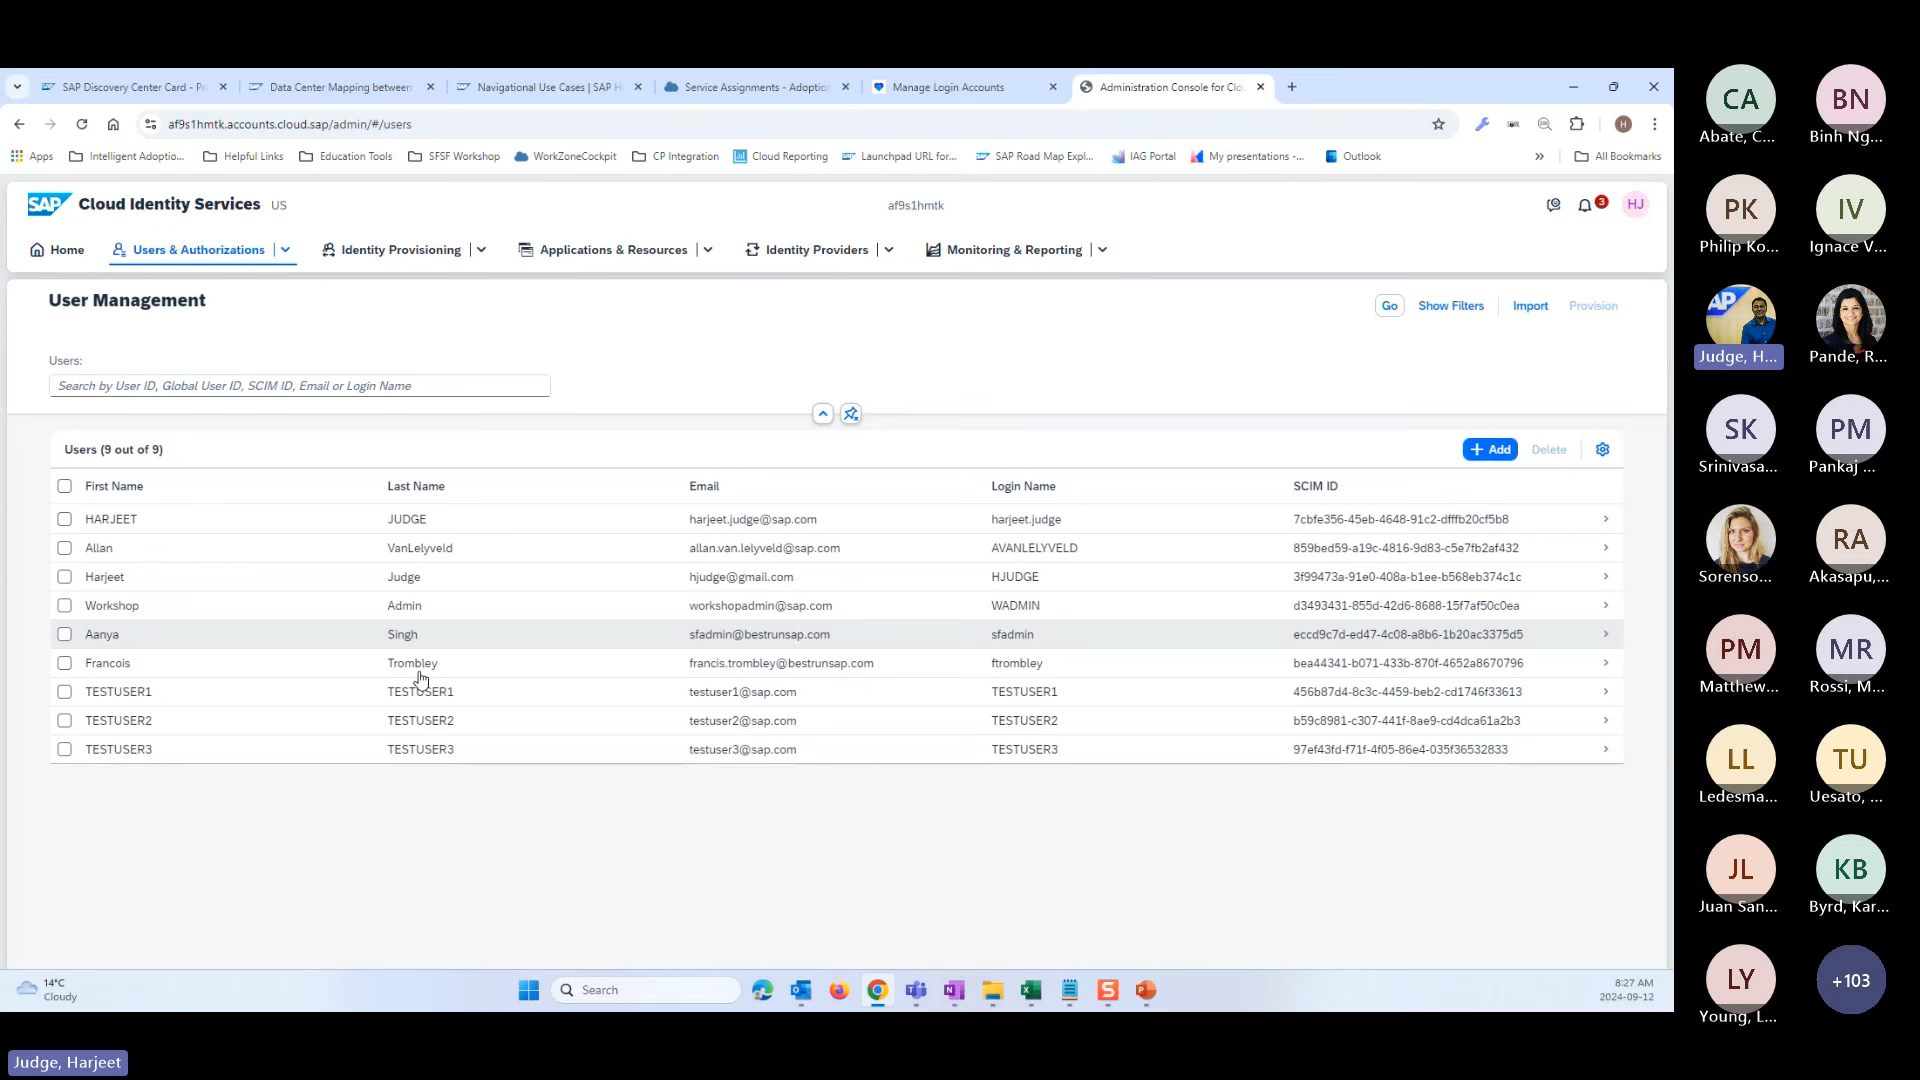 SAP Discovery Center Card - Pr
Data Center Mapping between
Navigational Use Cases | SAP H
Service Assignments - Adoption
Manage Login Accounts
Administration Console for Clo
af9s1hmtk.accounts.cloud.sap/admin/#/users
H
Apps
Intelligent Adoptio...
Helpful Links
Education Tools
SFSF Workshop
WorkZoneCockpit
CP Integration
Cloud Reporting
Launchpad URL for...
SAP Road Map Expl...
IAG Portal
My presentations -...
Outlook
All Bookmarks
SAP Cloud Identity Services US
af9s1hmtk
3
HJ
Home
Users & Authorizations
Identity Provisioning
Applications & Resources
Identity Providers
Monitoring & Reporting
User Management
Go
Show Filters
Import
Provision
Users:
Search by User ID, Global User ID, SCIM ID, Email or Login Name
Users (9 out of 9)
+ Add
Delete
First Name Last Name Email Login Name SCIM ID
HARJEET JUDGE harjeet.judge@sap.com harjeet.judge 7cbfe356-45eb-4648-91c2-dfffb20cf5b8
Allan VanLelyveld allan.van.lelyveld@sap.com AVANLELYVELD 859bed59-a19c-4816-9d83-c5e7fb2af432
Harjeet Judge hjudge@gmail.com HJUDGE 3f99473a-91e0-408a-b1ee-b568eb374c1c
Workshop Admin workshopadmin@sap.com WADMIN d3493431-855d-42d6-8688-15f7af50c0ea
Aanya Singh sfadmin@bestrunsap.com sfadmin eccd9c7d-ed47-4c08-a8b6-1b20ac3375d5
Francois Trombley francis.trombley@bestrunsap.com ftrombley bea44341-b071-433b-870f-4652a8670796
TESTUSER1 TESTUSER1 testuser1@sap.com TESTUSER1 456b87d4-8c3c-4459-beb2-cd1746f33613
TESTUSER2 TESTUSER2 testuser2@sap.com TESTUSER2 b59c8981-c307-441f-8ae9-cd4dca61a2b3
TESTUSER3 TESTUSER3 testuser3@sap.com TESTUSER3 97ef43fd-f71f-4f05-86e4-035f36532833
14°C
Cloudy
Search
8:27 AM
2024-09-12
Judge, Harjeet
CA BN
Abate, C... Binh Ng...
PK IV
Philip Ko... Ignace V...
AP
Judge, H... Pande, R...
SK PM
Srinivasa... Pankaj ...
RA
Sorenso... Akasapu,...
PM MR
Matthew... Rossi, M...
LL TU
Ledesma... Uesato, ...
JL KB
Juan San... Byrd, Kar...
LY +103
Young, L...